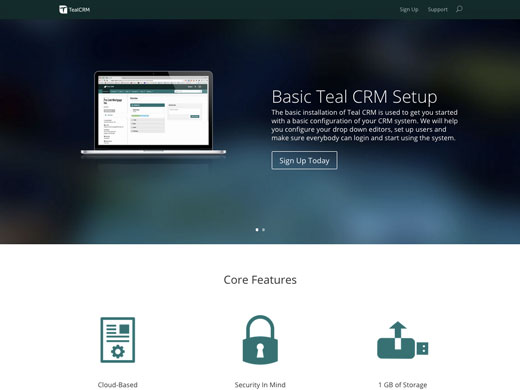 TealCRM
Sign Up Support
Basic Teal CRM Setup
The basic installation of Teal CRM is used to get you started
with a basic configuration of your CRM system. We will help
you configure your drop down editors, set up users and
make sure everybody can login and start using the system.
Sign Up Today
Core Features
Cloud-Based
Security In Mind
1 GB of Storage